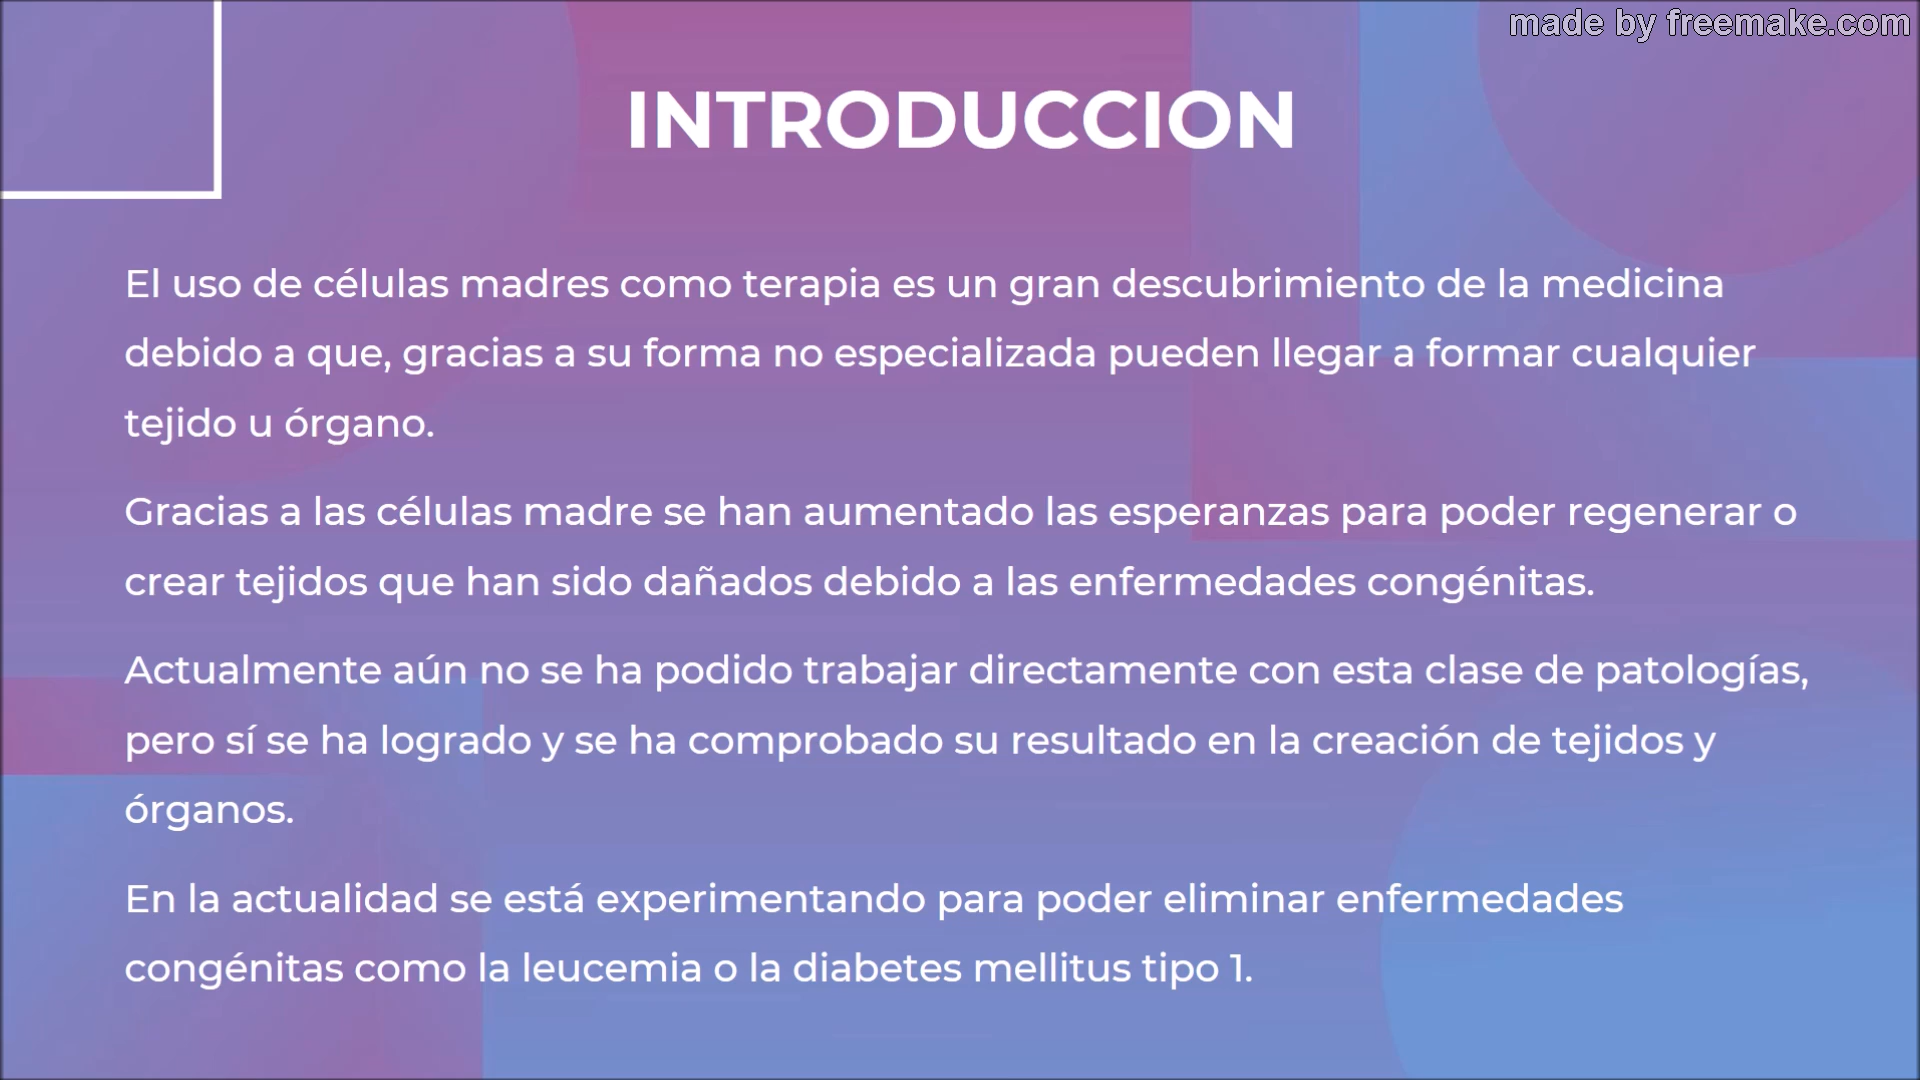 made by freemake.com
INTRODUCCION
El uso de células madres como terapia es un gran descubrimiento de la medicina
debido a que, gracias a su forma no especializada pueden llegar a formar cualquier
tejido u órgano.
Gracias a las células madre se han aumentado las esperanzas para poder regenerar o
crear tejidos que han sido dañados debido a las enfermedades congénitas.
Actualmente aún no se ha podido trabajar directamente con esta clase de patologías,
pero sí se ha logrado y se ha comprobado su resultado en la creación de tejidos y
órganos.
En la actualidad se está experimentando para poder eliminar enfermedades
congénitas como la leucemia o la diabetes mellitus tipo 1.